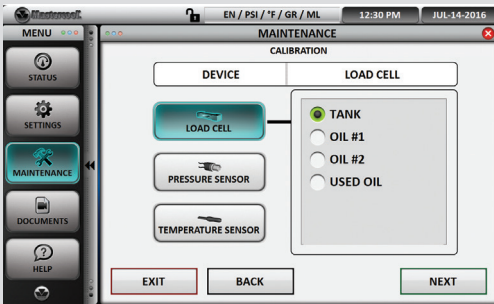 Mastercool
EN / PSI / °F / GR / ML
12:30 PM
JUL-14-2016
MENU
MAINTENANCE
CALIBRATION
STATUS
SETTINGS
MAINTENANCE
DOCUMENTS
HELP
DEVICE
LOAD CELL
LOAD CELL
PRESSURE SENSOR
TEMPERATURE SENSOR
TANK
OIL #1
OIL #2
USED OIL
EXIT
BACK
NEXT